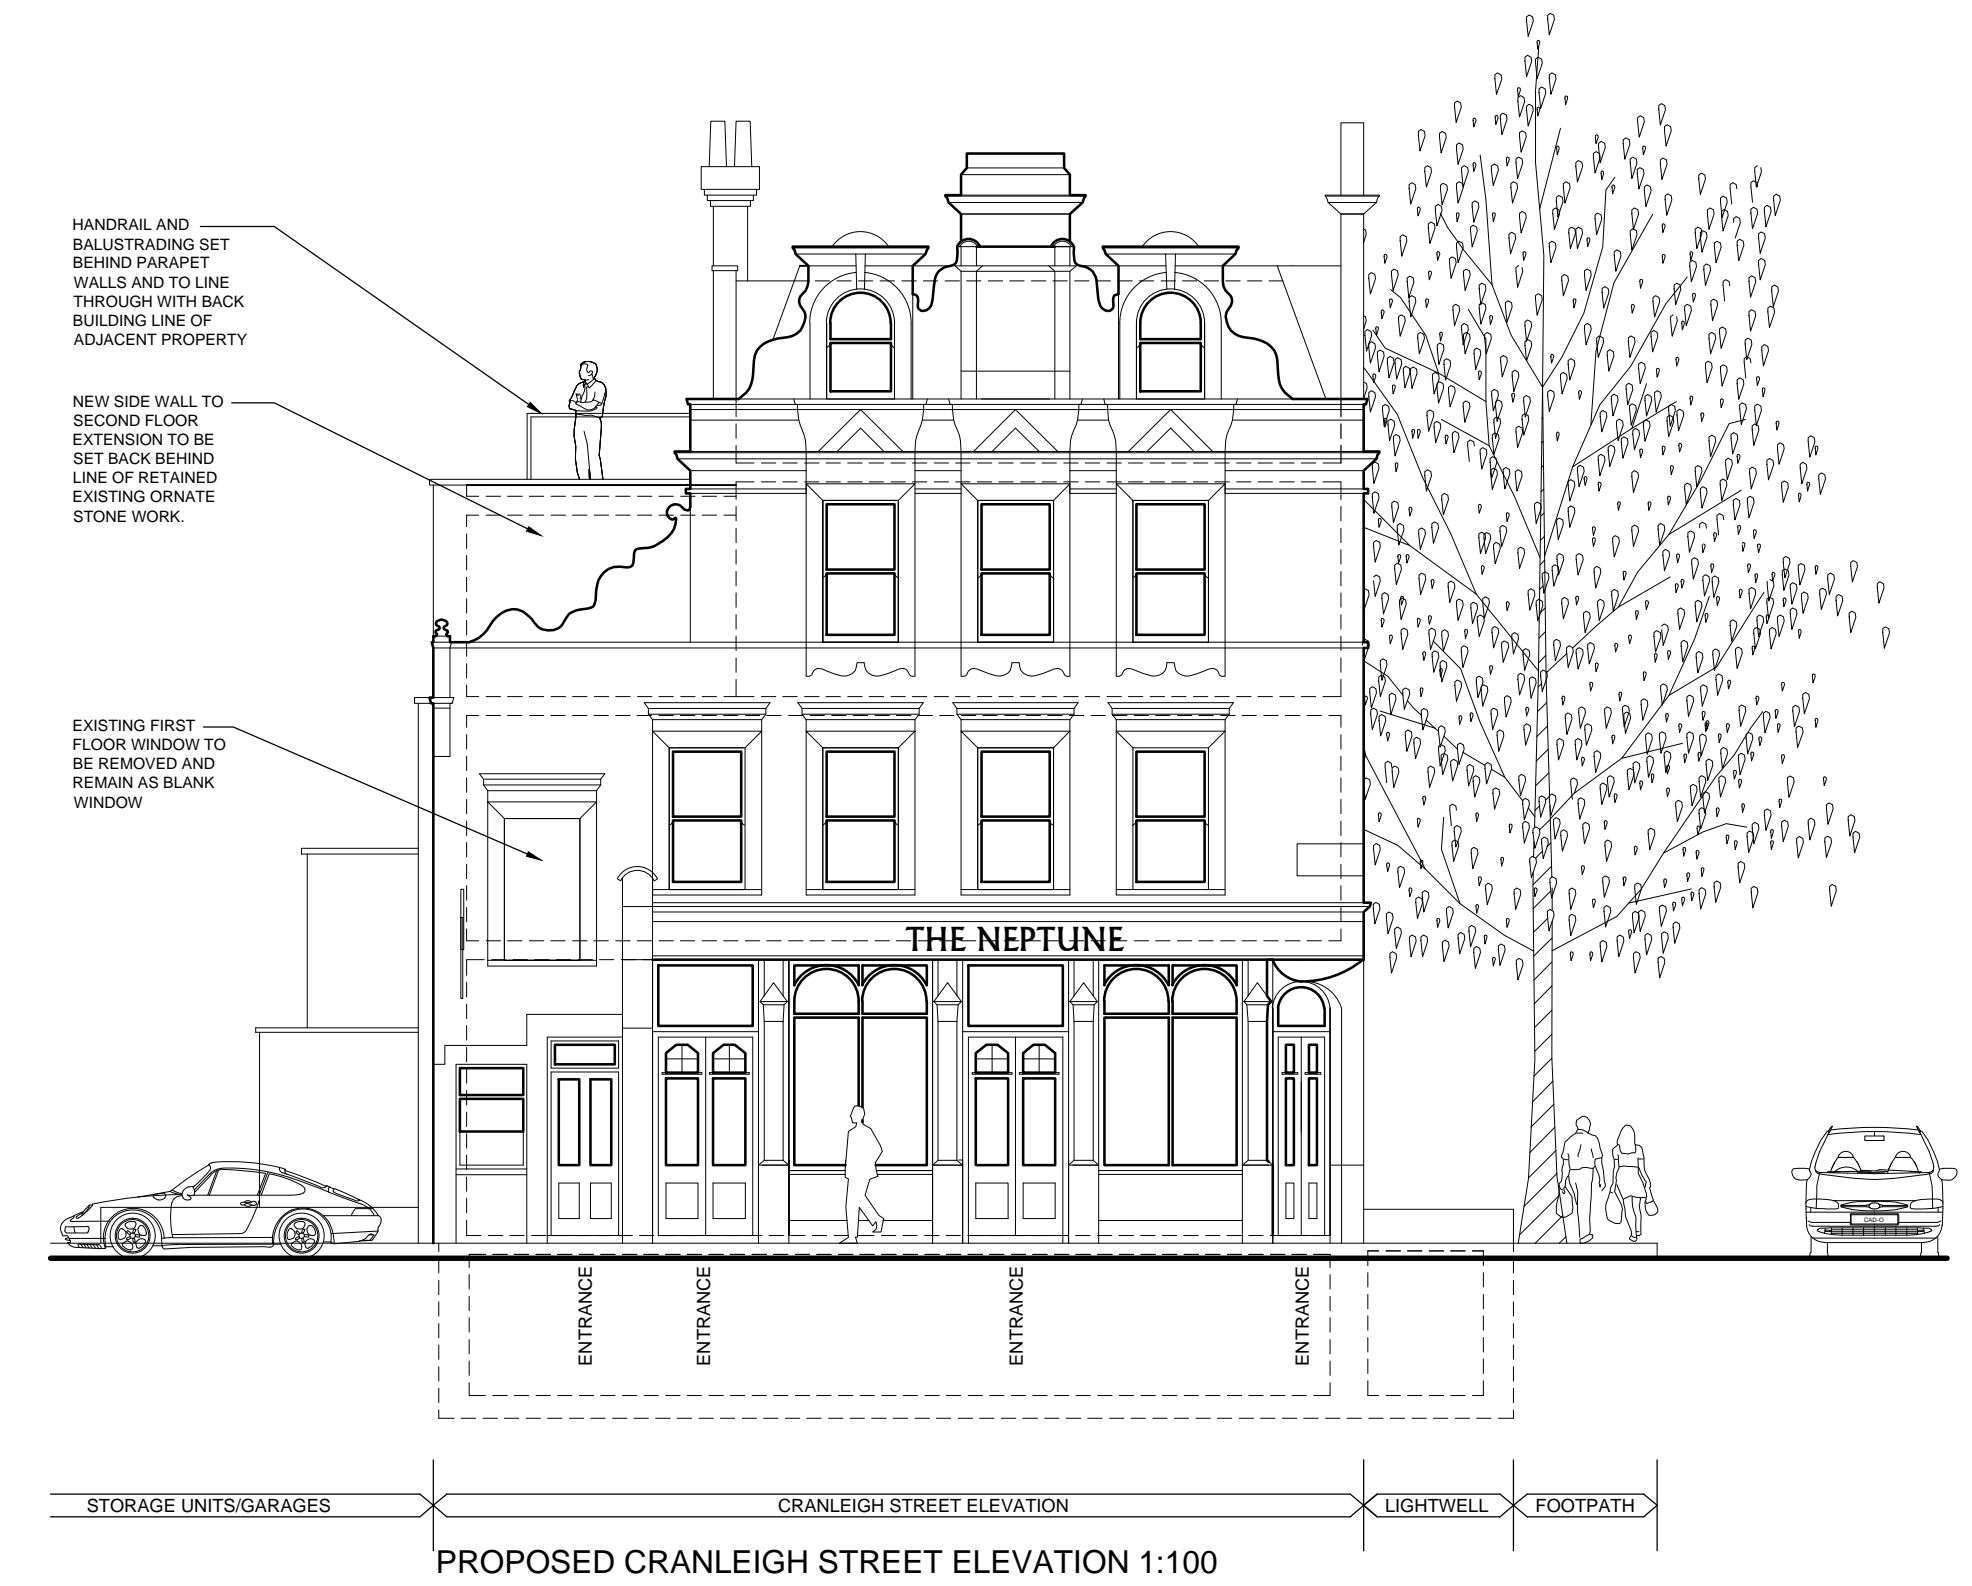 HANDRAIL AND
BALUSTRADING SET
BEHIND PARAPET
WALLS AND TO LINE
THROUGH WITH BACK
BUILDING LINE OF
ADJACENT PROPERTY
NEW SIDE WALL TO
SECOND FLOOR
EXTENSION TO BE
SET BACK BEHIND
LINE OF RETAINED
EXISTING ORNATE
STONE WORK.
EXISTING FIRST
FLOOR WINDOW TO
BE REMOVED AND
REMAIN AS BLANK
WINDOW
THE NEPTUNE
CAD-O
ENTRANCE
ENTRANCE
ENTRANCE
ENTRANCE
STORAGE UNITS/GARAGES
CRANLEIGH STREET ELEVATION
LIGHTWELL
FOOTPATH
PROPOSED CRANLEIGH STREET ELEVATION 1:100